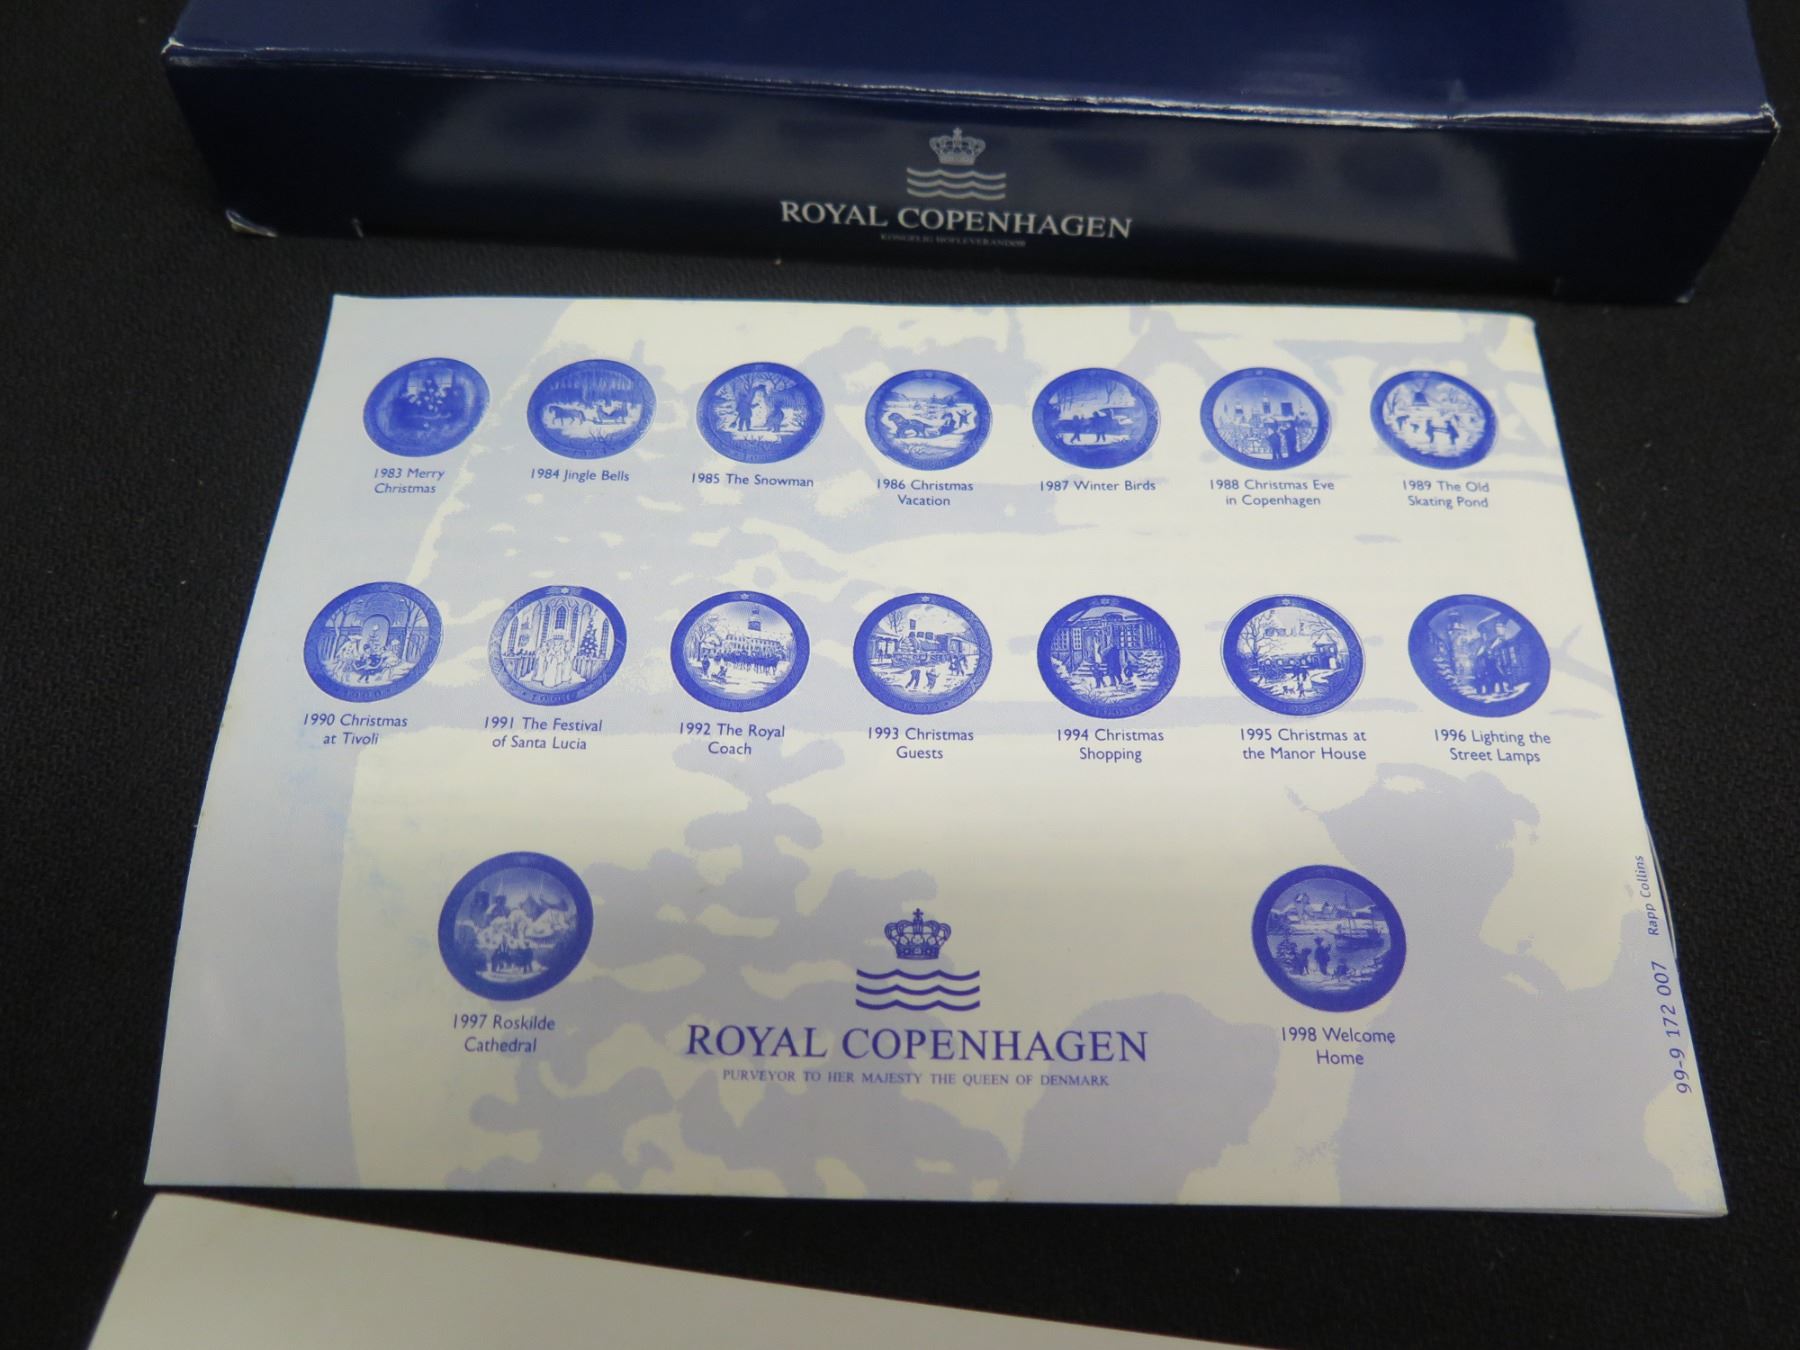 ROYAL COPENHAGEN
KONGELIG HOFLEVERANDØR
1983 Merry
Christmas
1984 Jingle Bells
1985 The Snowman
1986 Christmas
Vacation
1987 Winter Birds
1988 Christmas Eve
in Copenhagen
1989 The Old
Skating Pond
1990 Christmas
at Tivoli
1991 The Festival
of Santa Lucia
1992 The Royal
Coach
1993 Christmas
Guests
1994 Christmas
Shopping
1995 Christmas at
the Manor House
1996 Lighting the
Street Lamps
1997 Roskilde
Cathedral
ROYAL COPENHAGEN
PURVEYOR TO HER MAJESTY THE QUEEN OF DENMARK
1998 Welcome
Home
99-9 172 007 Rapp Collins